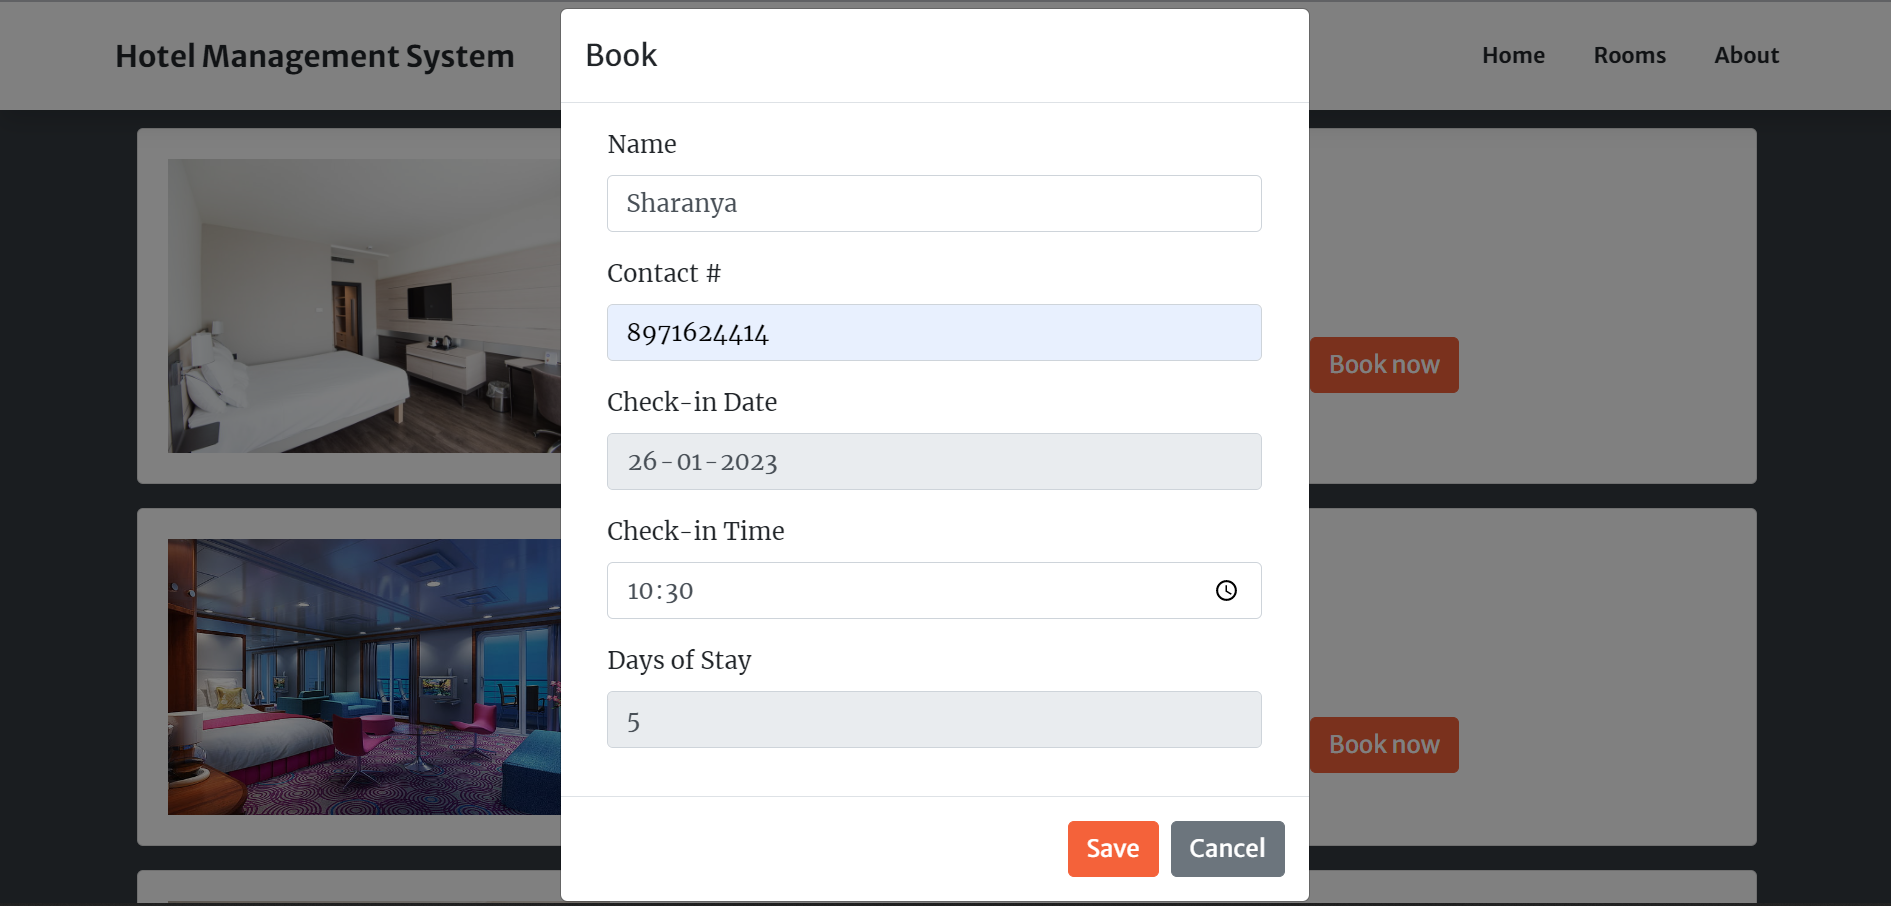 Hotel Management System
Home Rooms About
Book
Name
Sharanya
Contact #
8971624414
Check-in Date
26-01-2023
Check-in Time
10:30
Days of Stay
5
Save Cancel
Book now
Book now